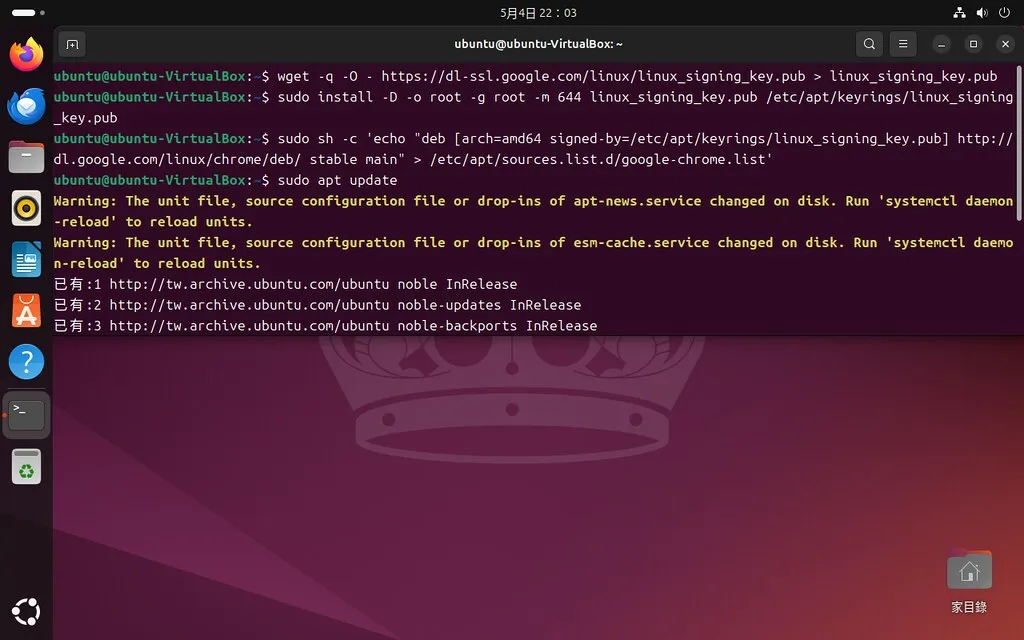 5月4日 22：03
ubuntu@ubuntu-VirtualBox: ~
ubuntu@ubuntu-VirtualBox:~$ wget -q -O - https://dl-ssl.google.com/linux/linux_signing_key.pub > linux_signing_key.pub
ubuntu@ubuntu-VirtualBox:~$ sudo install -D -o root -g root -m 644 linux_signing_key.pub /etc/apt/keyrings/linux_signing
_key.pub
ubuntu@ubuntu-VirtualBox:~$ sudo sh -c 'echo "deb [arch=amd64 signed-by=/etc/apt/keyrings/linux_signing_key.pub] http://
dl.google.com/linux/chrome/deb/ stable main" > /etc/apt/sources.list.d/google-chrome.list'
ubuntu@ubuntu-VirtualBox:~$ sudo apt update
Warning: The unit file, source configuration file or drop-ins of apt-news.service changed on disk. Run 'systemctl daemon
-reload' to reload units.
Warning: The unit file, source configuration file or drop-ins of esm-cache.service changed on disk. Run 'systemctl daemo
n-reload' to reload units.
已有:1 http://tw.archive.ubuntu.com/ubuntu noble InRelease
已有:2 http://tw.archive.ubuntu.com/ubuntu noble-updates InRelease
已有:3 http://tw.archive.ubuntu.com/ubuntu noble-backports InRelease
家目錄